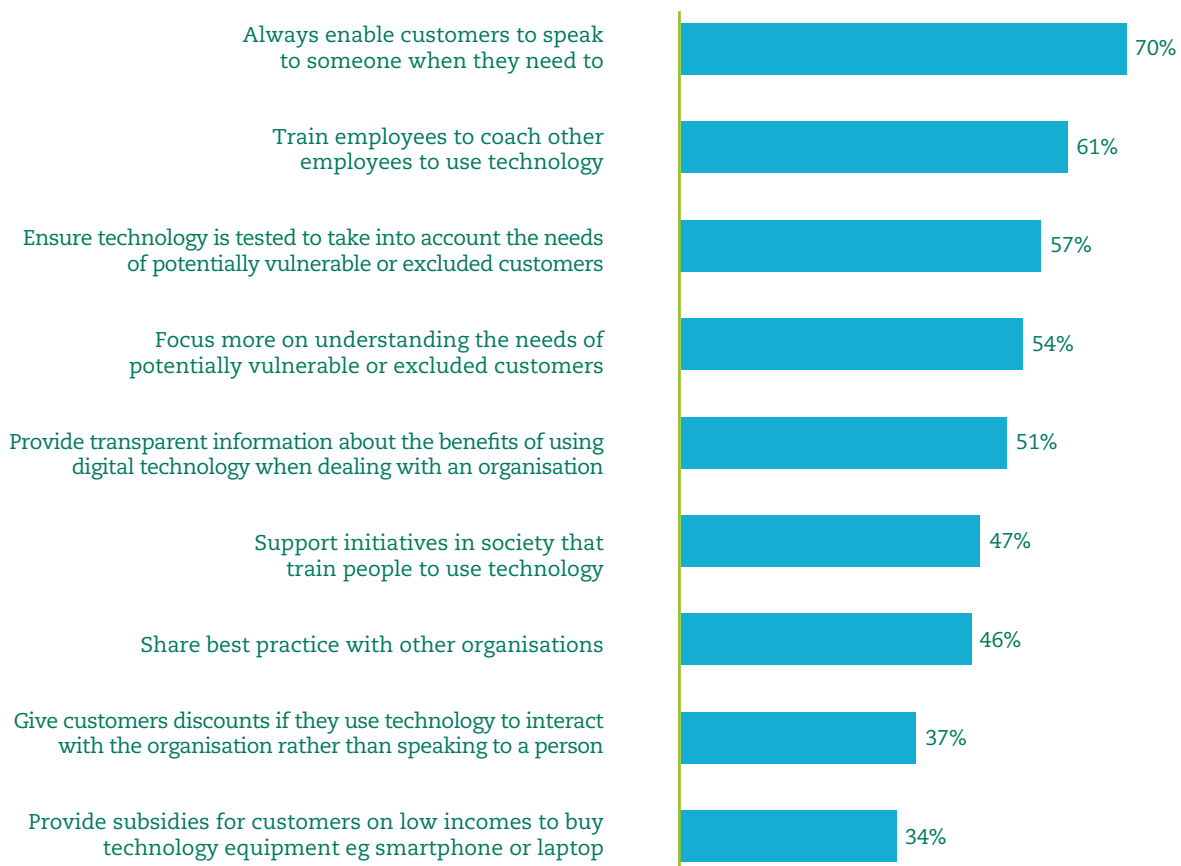 Always enable customers to speak
to someone when they need to
70%
Train employees to coach other
employees to use technology
61%
Ensure technology is tested to take into account the needs
of potentially vulnerable or excluded customers
57%
Focus more on understanding the needs of
potentially vulnerable or excluded customers
54%
Provide transparent information about the benefits of using
digital technology when dealing with an organisation
51%
Support initiatives in society that
train people to use technology
47%
Share best practice with other organisations
46%
Give customers discounts if they use technology to interact
with the organisation rather than speaking to a person
37%
Provide subsidies for customers on low incomes to buy
technology equipment eg smartphone or laptop
34%